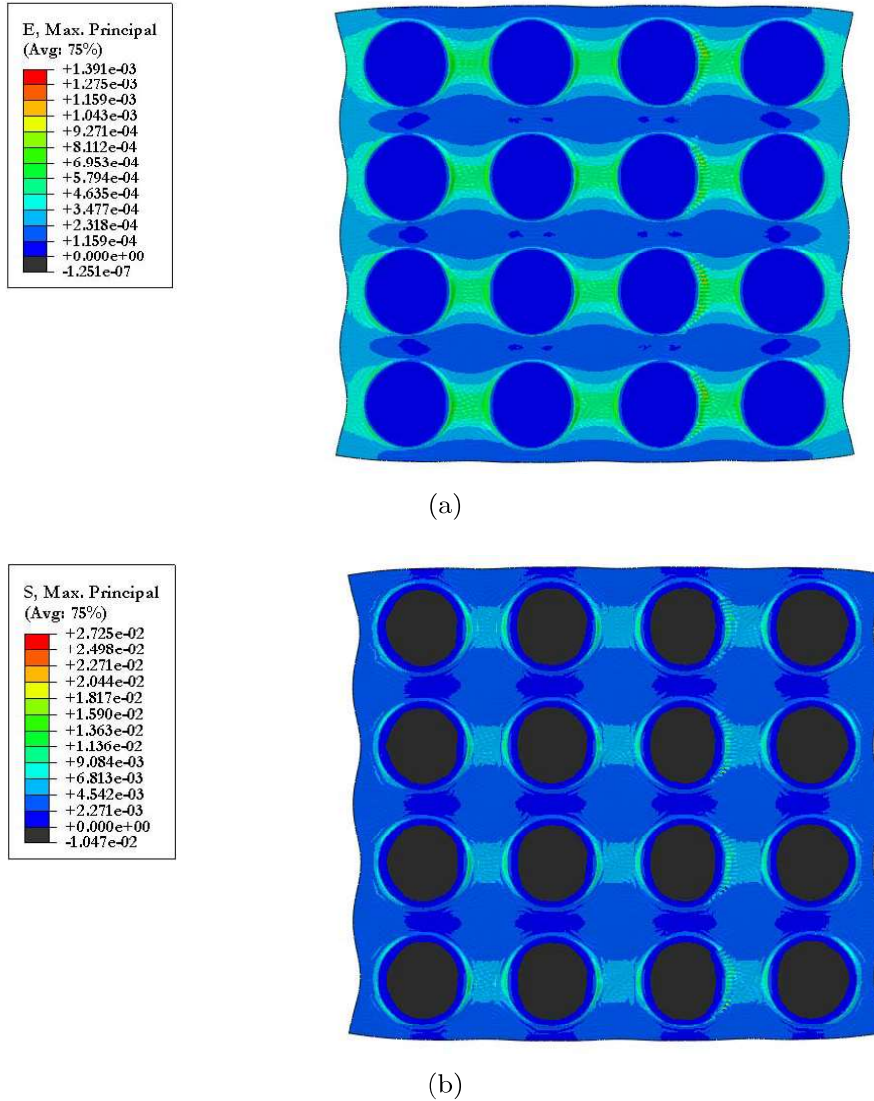 E, Max. Principal
(Avg: 75%)
+1.391e-03
+1.275e-03
+1.159e-03
+1.043e-03
+9.271e-04
+8.112e-04
+6.953e-04
+5.794e-04
+4.635e-04
+3.477e-04
+2.318e-04
+1.159e-04
+0.000e+00
-1.251e-07
(a)
S, Max. Principal
(Avg: 75%)
+2.725e-02
+2.498e-02
+2.271e-02
+2.044e-02
+1.817e-02
+1.590e-02
+1.363e-02
+1.136e-02
+9.084e-03
+6.813e-03
+4.542e-03
+2.271e-03
+0.000e+00
-1.047e-02
(b)